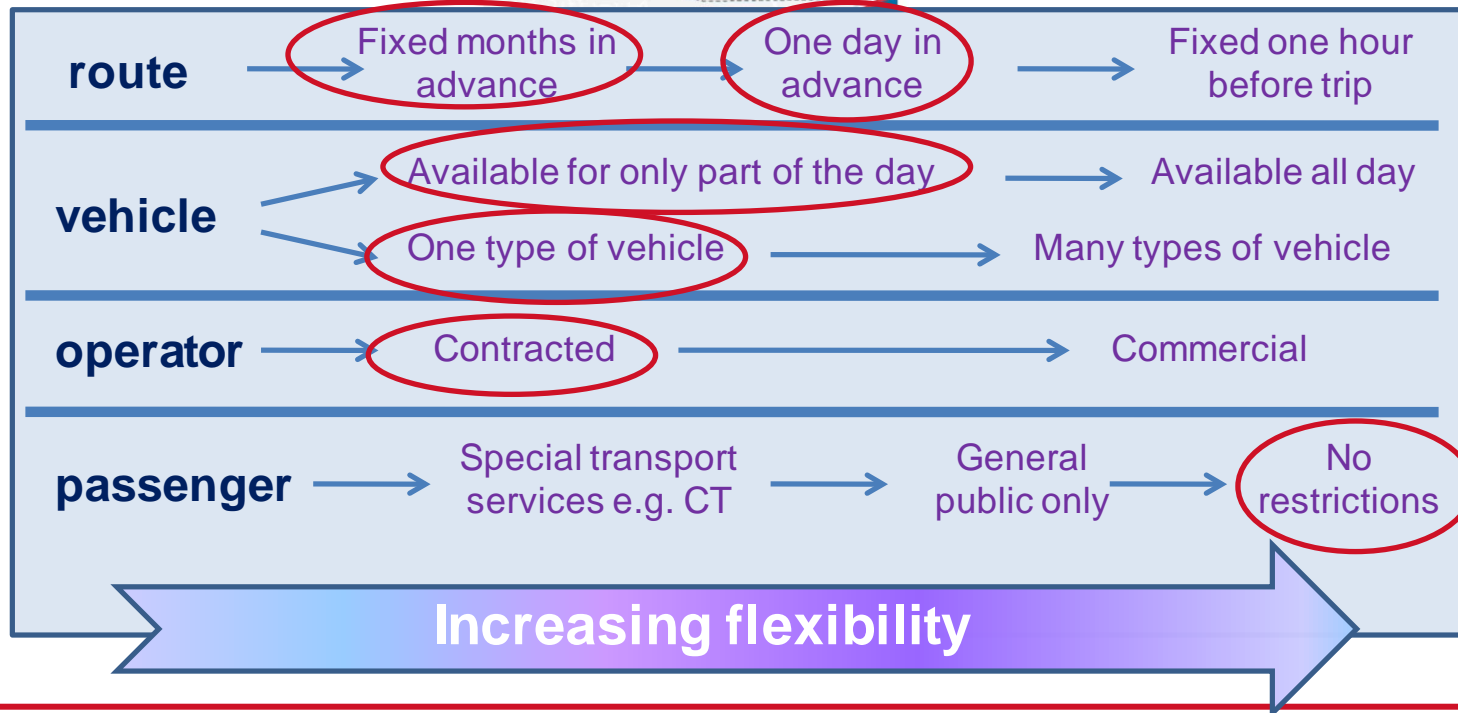 route
Fixed months in
advance
One day in
advance
Fixed one hour
before trip
vehicle
Available for only part of the day
Available all day
One type of vehicle
Many types of vehicle
operator
Contracted
Commercial
passenger
Special transport
services e.g. CT
General
public only
No
restrictions
Increasing flexibility